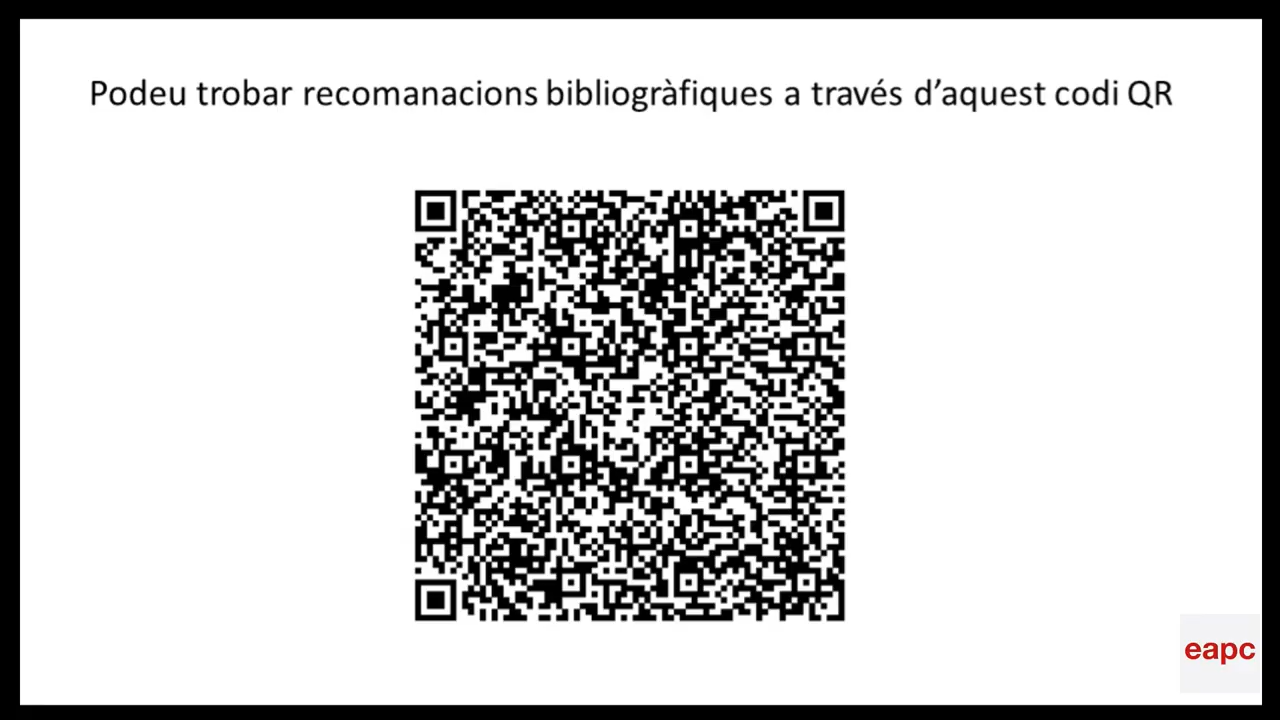 Podeu trobar recomanacions bibliogràfiques a través d’aquest codi QR
eapc